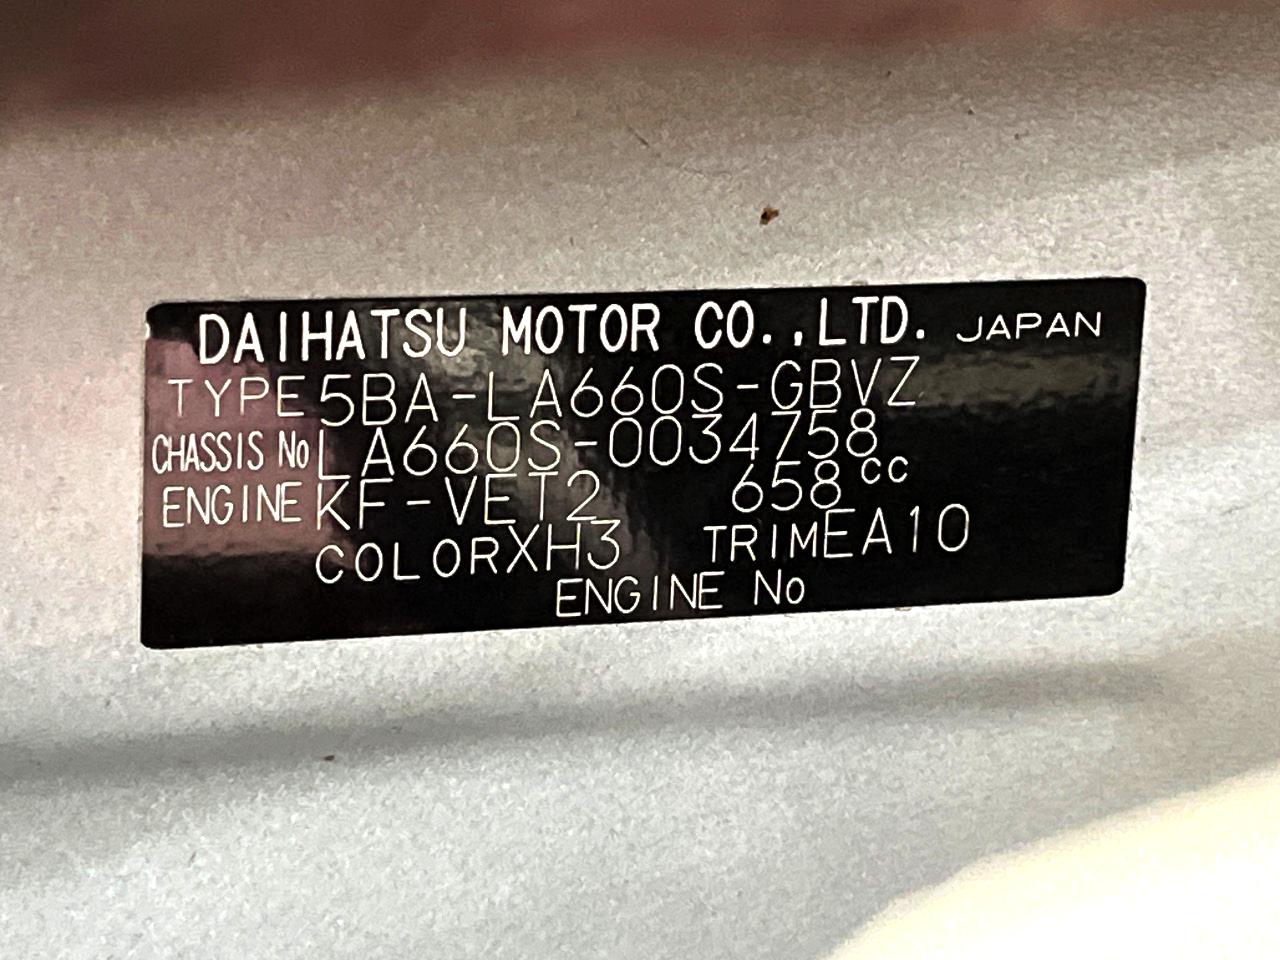 DAIHATSU MOTOR CO.,LTD. JAPAN
TYPE 5BA-LA660S-GBVZ
CHASSIS No LA660S-0034758
ENGINE KF-VET2 658cc
COLOR XH3 TRIM EA10
ENGINE No